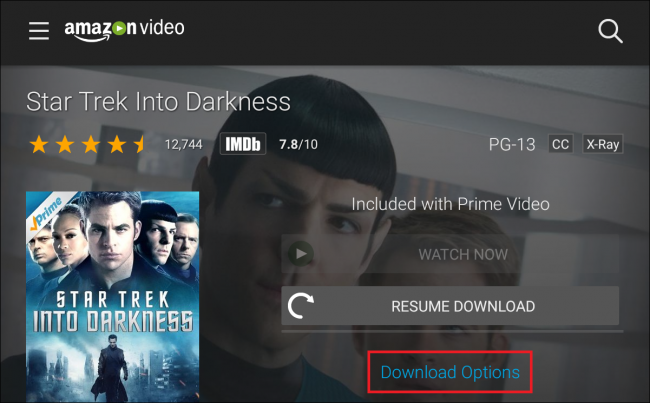 amazon video
Star Trek Into Darkness
12,744 IMDb 7.8/10 PG-13 CC X-Ray
Prime
STAR TREK
INTO DARKNESS
Included with Prime Video
WATCH NOW
RESUME DOWNLOAD
Download Options